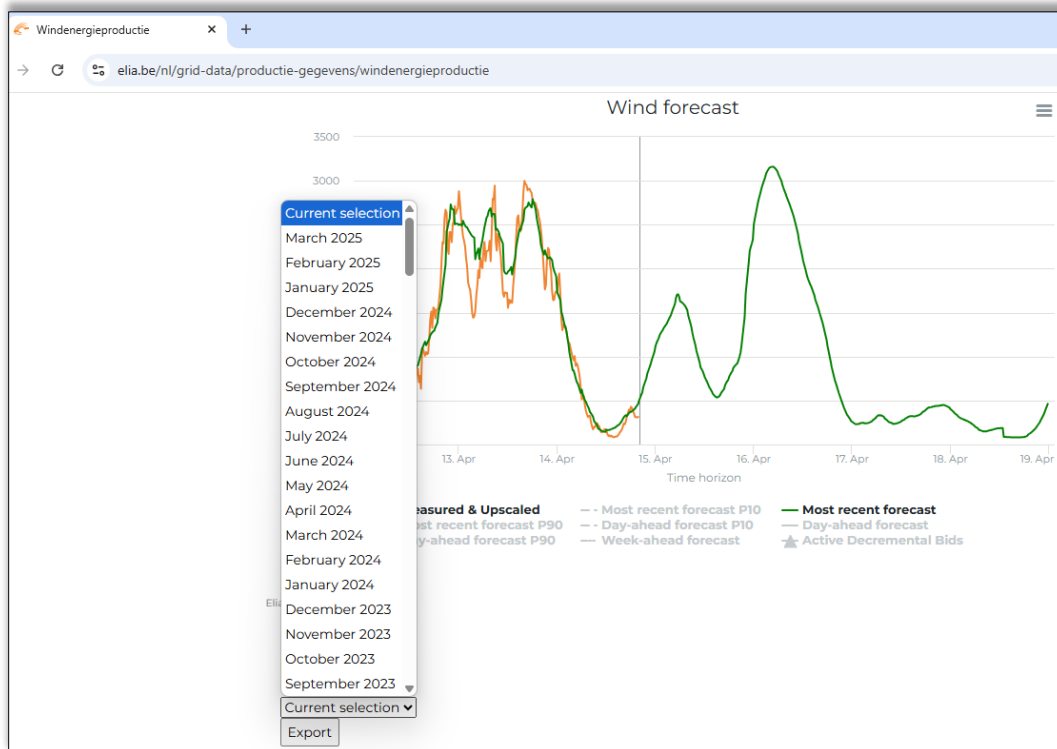 Windenergieproductie
elia.be/nl/grid-data/productie-gegevens/windenergieproductie
Wind forecast
3500
3000
Current selection
March 2025
February 2025
January 2025
December 2024
November 2024
October 2024
September 2024
August 2024
July 2024
June 2024
May 2024
April 2024
March 2024
February 2024
January 2024
December 2023
November 2023
October 2023
September 2023
Current selection
Export
13. Apr 14. Apr 15. Apr 16. Apr 17. Apr 18. Apr 19. Apr
Time horizon
& Upscaled Most recent forecast P10 Most recent forecast
recent forecast P90 Day-ahead forecast P10 Day-ahead forecast
forecast P90 Week-ahead forecast Active Decremental Bids